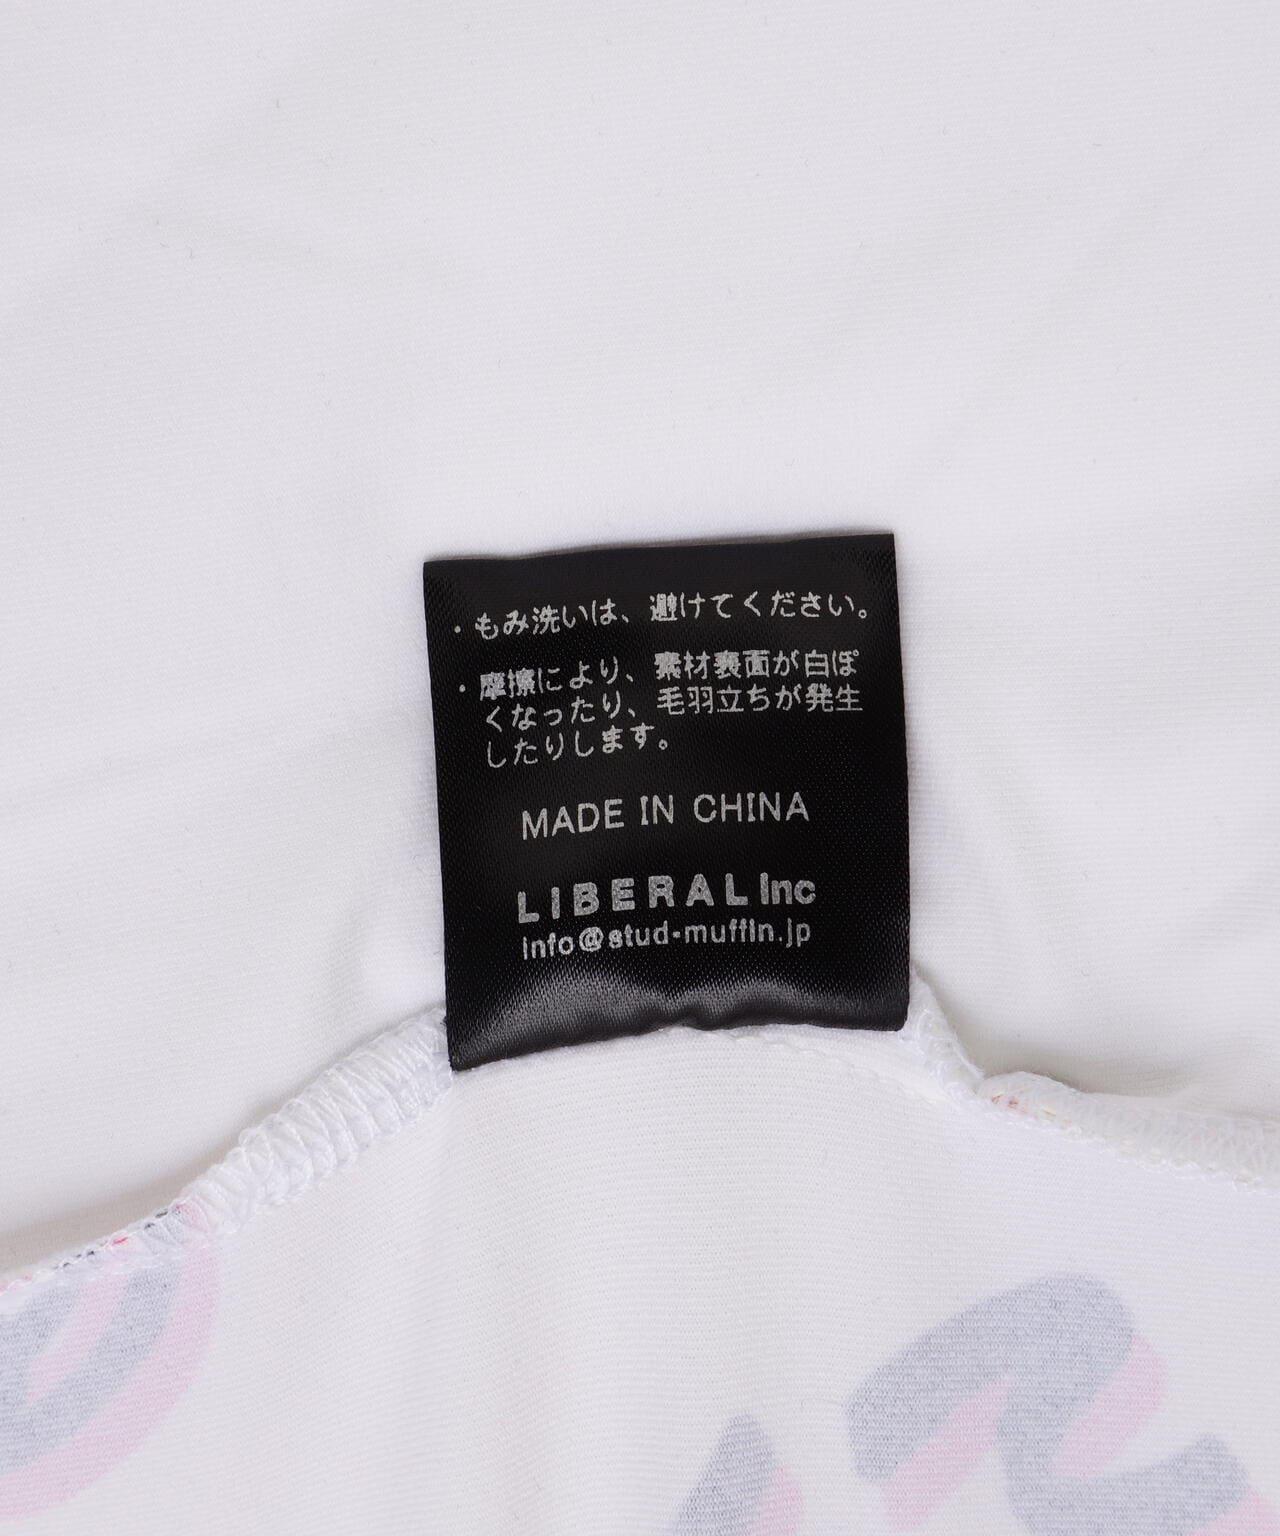 ・もみ洗いは、避けてください。
・摩擦により、素材表面が白ぽ
くなったり、毛羽立ちが発生
したりします。
MADE IN CHINA
LIBERAL Inc
info@stud-muffin.jp